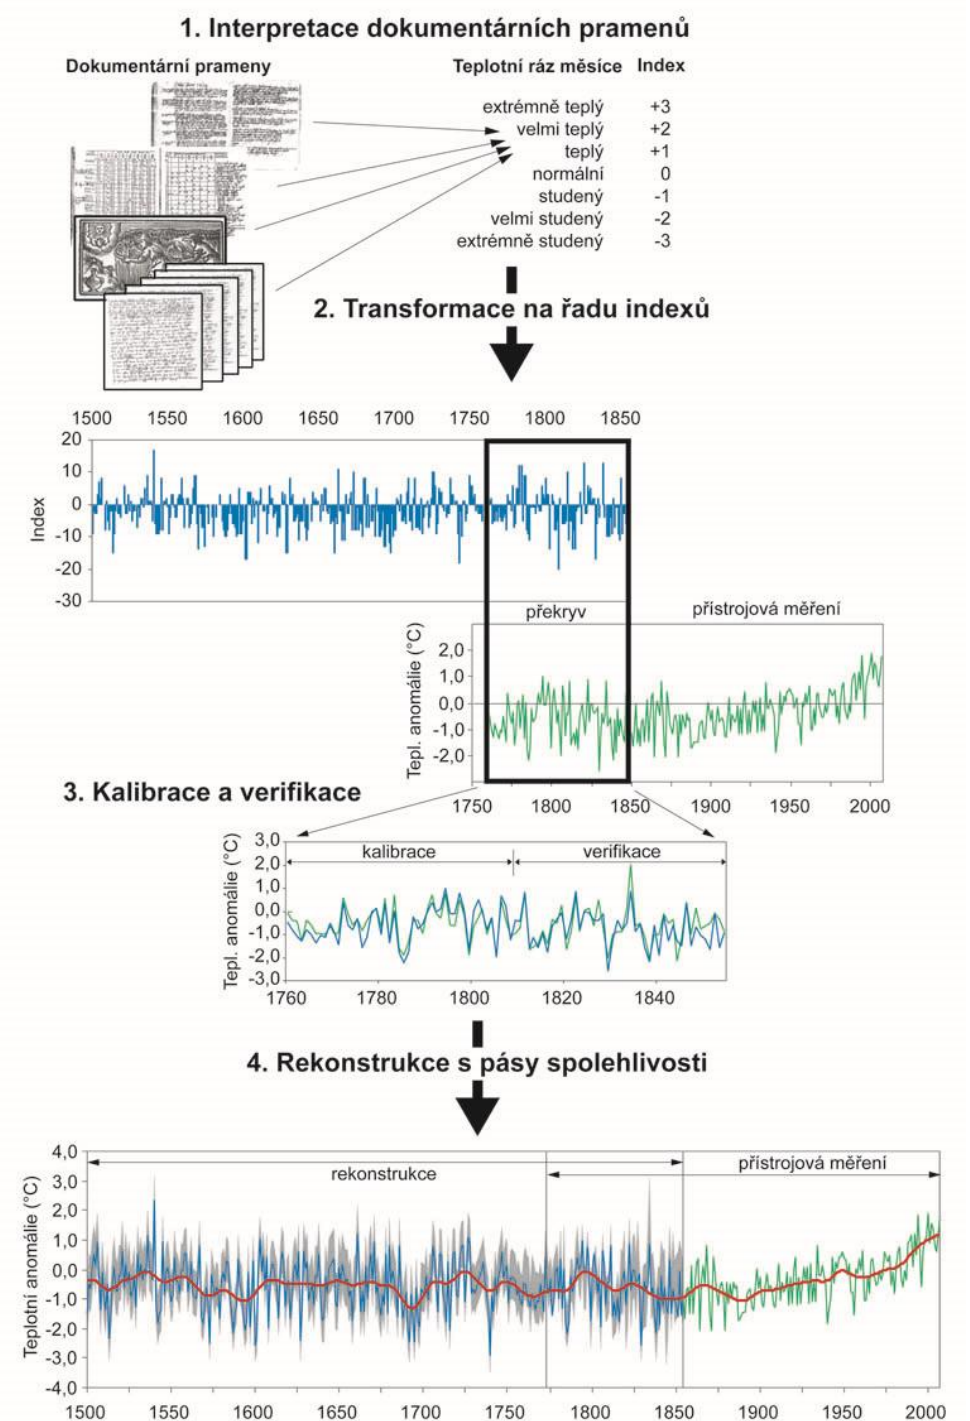 1. Interpretace dokumentárních pramenů
Dokumentární prameny
Teplotní ráz měsíce Index
extrémně teplý +3
velmi teplý +2
teplý +1
normální 0
studený -1
velmi studený -2
extrémně studený -3
2. Transformace na řadu indexů
1500 1550 1600 1650 1700 1750 1800 1850
Index
20
10
0
-10
-20
-30
překryv
přístrojová měření
Tepl. anomálie (°C)
2,0
1,0
0,0
-1,0
-2,0
1750 1800 1850 1900 1950 2000
3. Kalibrace a verifikace
Tepl. anomálie (°C)
3,0
2,0
1,0
0,0
-1,0
-2,0
-3,0
kalibrace
verifikace
1760 1780 1800 1820 1840
4. Rekonstrukce s pásy spolehlivosti
Teplotní anomálie (°C)
4,0
3,0
2,0
1,0
0,0
-1,0
-2,0
-3,0
-4,0
rekonstrukce
přístrojová měření
1500 1550 1600 1650 1700 1750 1800 1850 1900 1950 2000